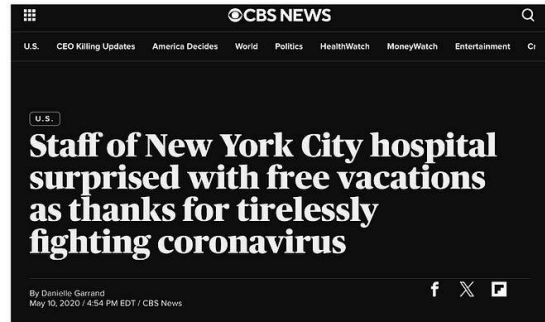 CBS NEWS
U.S. CEO Killing Updates America Decides World Politics HealthWatch MoneyWatch Entertainment
U.S.
Staff of New York City hospital
surprised with free vacations
as thanks for tirelessly
fighting coronavirus
By Danielle Garrand
May 10, 2020 / 4:54 PM EDT / CBS News